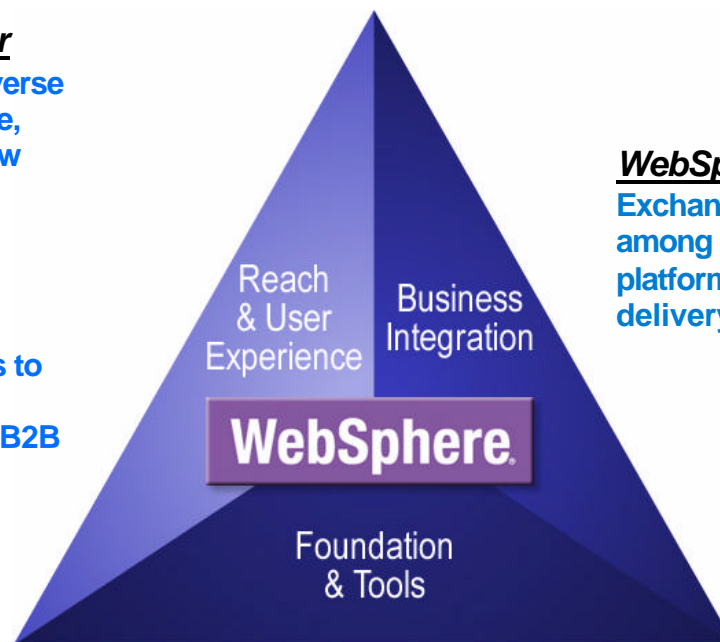 r
verse
e,
w
s to
B2B
Reach
& User
Experience
Business
Integration
WebSphere.
Foundation
& Tools
WebSp
Exchan
among
platform
delivery